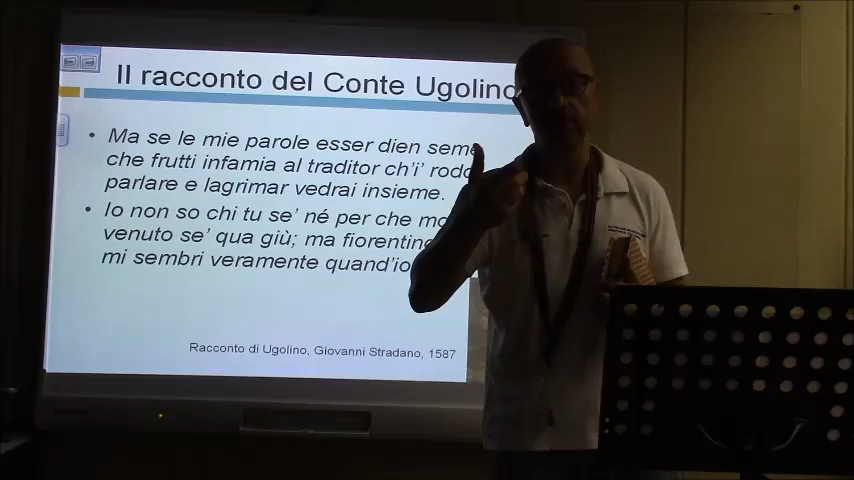 Il racconto del Conte Ugolino
• Ma se le mie parole esser dien
che frutti infamia al traditor ch'i'
parlare e lagrimar vedrai insieme.
• Io non so chi tu se' né per che
venuto se' qua giù; ma fiorentino
mi sembri veramente quand'io
Racconto di Ugolino, Giovanni Stradano, 1587